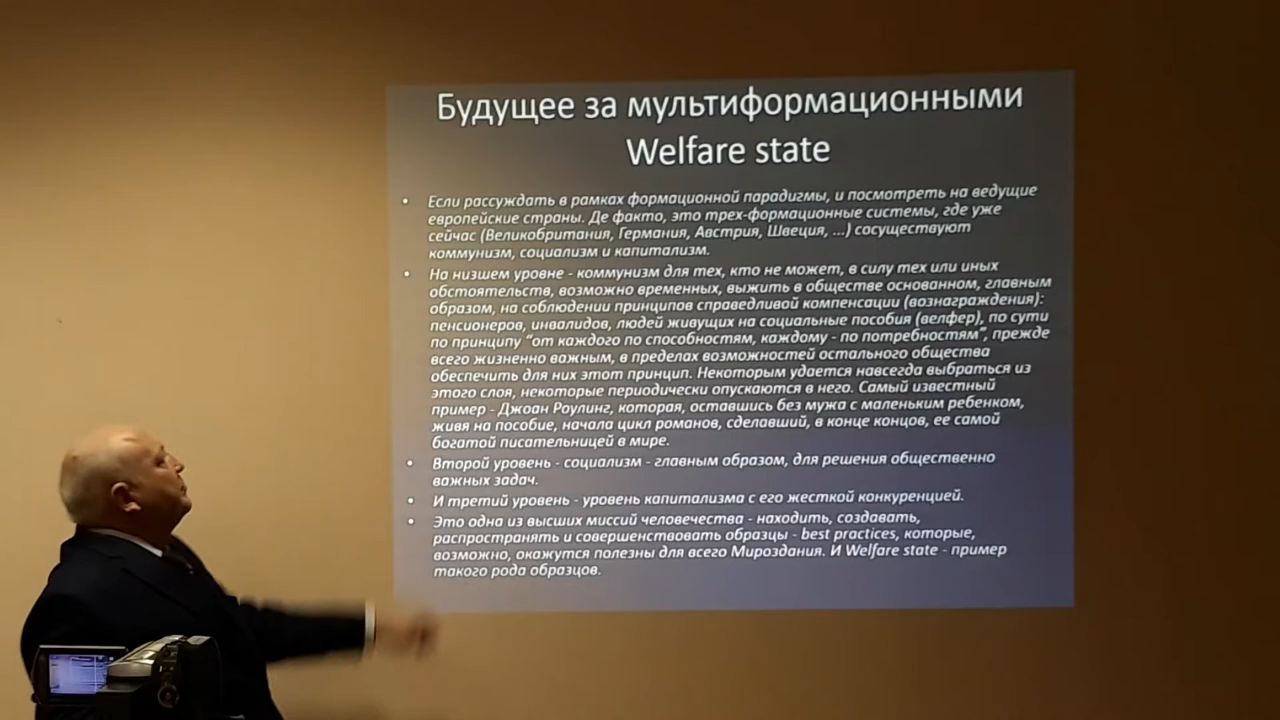 Будущее за мультиформационными
Welfare state
• Если рассуждать в рамках формационной парадигмы, и посмотреть на ведущие
европейские страны. Де факто, это трех-формационные системы, где уже
сейчас (Великобритания, Германия, Австрия, Швеция, ...) сосуществуют
коммунизм, социализм и капитализм.
• На низшем уровне - коммунизм для тех, кто не может, в силу тех или иных
обстоятельств, возможно временных, выжить в обществе основанном, главным
образом, на соблюдении принципов справедливой компенсации (вознаграждения):
пенсионеров, инвалидов, людей живущих на социальные пособия (велфер), по сути
по принципу “от каждого по способностям, каждому - по потребностям”, прежде
всего жизненно важным, в пределах возможностей остального общества
обеспечить для них этот принцип. Некоторым удается навсегда выбраться из
этого слоя, некоторые периодически опускаются в него. Самый известный
пример - Джоан Роулинг, которая, оставшись без мужа с маленьким ребенком,
живя на пособие, начала цикл романов, сделавший, в конце концов, ее самой
богатой писательницей в мире.
• Второй уровень - социализм - главным образом, для решения общественно
важных задач.
• И третий уровень - уровень капитализма с его жесткой конкуренцией.
• Это одна из высших миссий человечества - находить, создавать,
распространять и совершенствовать образцы - best practices, которые,
возможно, окажутся полезны для всего Мироздания. И Welfare state - пример
такого рода образцов.